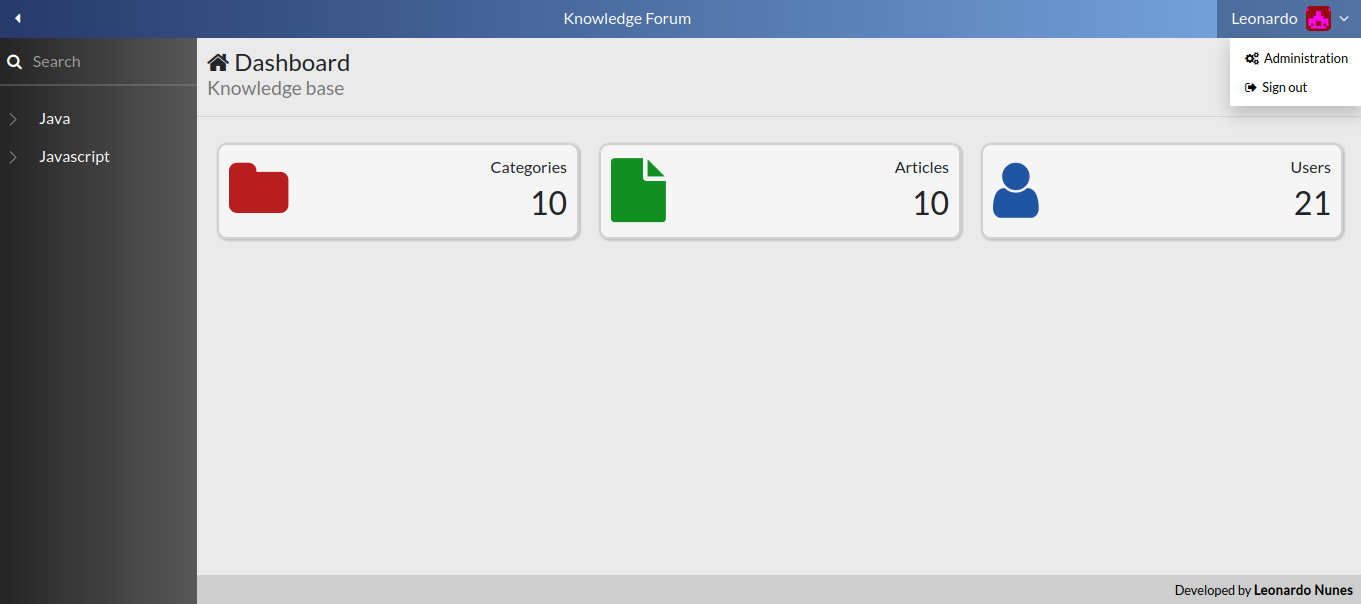 Knowledge Forum
Leonardo
Administration
Sign out
Search
Java
Javascript
Dashboard
Knowledge base
Categories
10
Articles
10
Users
21
Developed by Leonardo Nunes